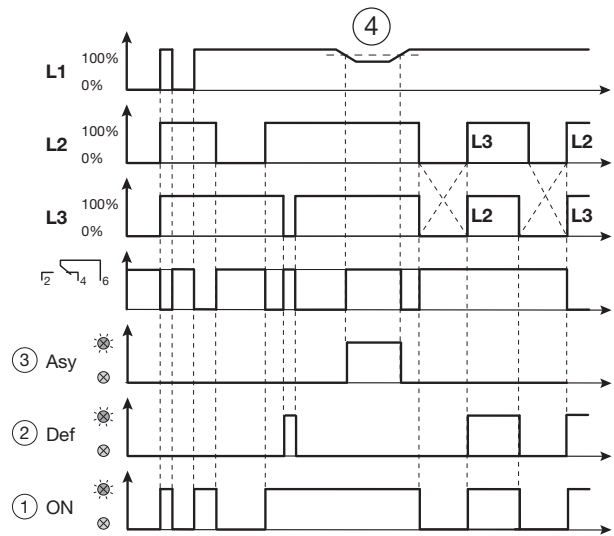 4
L1 100%
0%
L2 100%
0%
L3 L2
L3 100%
0%
L2 L3
2 4 6
3 Asy
2 Def
1 ON